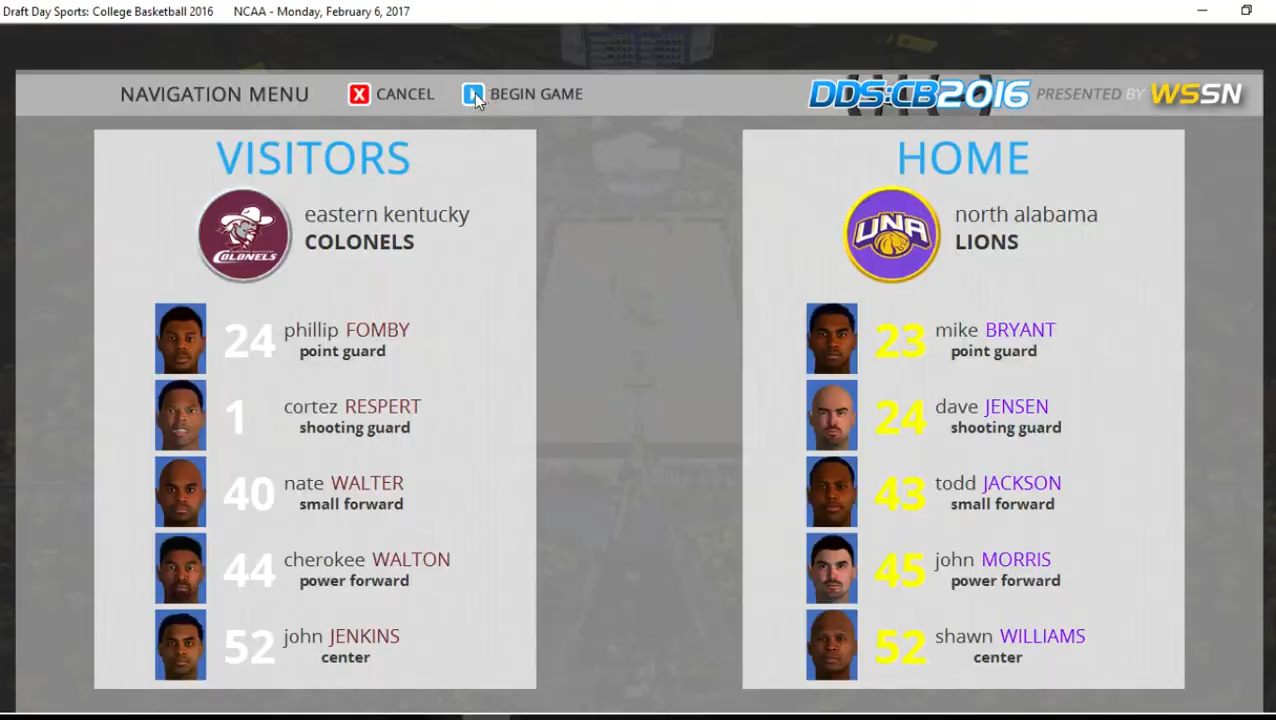 Draft Day Sports: College Basketball 2016 NCAA - Monday, February 6, 2017
NAVIGATION MENU X CANCEL BEGIN GAME DDS:CB2016 PRESENTED BY WSSN
VISITORS
eastern kentucky
COLONELS
COLONELS
24 phillip FOMBY
point guard
1 cortez RESPERT
shooting guard
40 nate WALTER
small forward
44 cherokee WALTON
power forward
52 john JENKINS
center
HOME
UNA
north alabama
LIONS
23 mike BRYANT
point guard
24 dave JENSEN
shooting guard
43 todd JACKSON
small forward
45 john MORRIS
power forward
52 shawn WILLIAMS
center